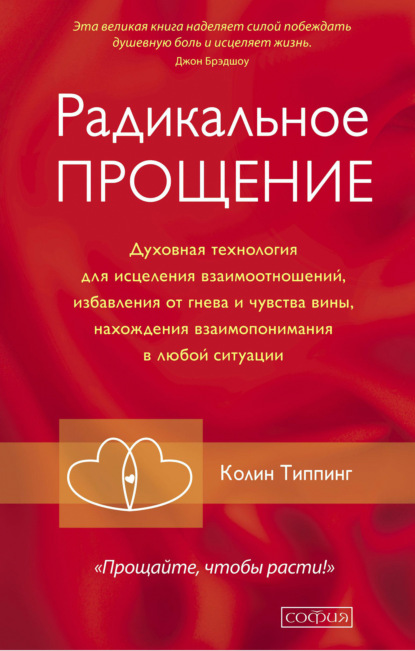 Эта великая книга наделяет силой побеждать
душевную боль и исцеляет жизнь.
Джон Брэдшоу
Радикальное
ПРОЩЕНИЕ
Духовная технология
для исцеления взаимоотношений,
избавления от гнева и чувства вины,
нахождения взаимопонимания
в любой ситуации
Колин Типпинг
«Прощайте, чтобы расти!»
СОФИЯ